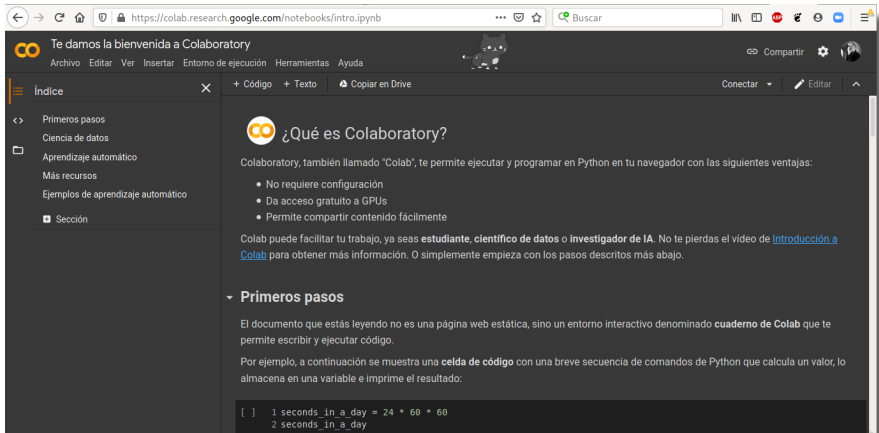 https://colab.research.google.com/notebooks/intro.ipynb
Buscar
ABP
Te damos la bienvenida a Colaboratory
Archivo Editar Ver Insertar Entorno de ejecución Herramientas Ayuda
Compartir
Índice
Primeros pasos
Ciencia de datos
Aprendizaje automático
Más recursos
Ejemplos de aprendizaje automático
Sección
+ Código + Texto Copiar en Drive
Conectar Editar
¿Qué es Colaboratory?
Colaboratory, también llamado "Colab", te permite ejecutar y programar en Python en tu navegador con las siguientes ventajas:
• No requiere configuración
• Da acceso gratuito a GPUs
• Permite compartir contenido fácilmente
Colab puede facilitar tu trabajo, ya seas estudiante, científico de datos o investigador de IA. No te pierdas el vídeo de Introducción a
Colab para obtener más información. O simplemente empieza con los pasos descritos más abajo.
Primeros pasos
El documento que estás leyendo no es una página web estática, sino un entorno interactivo denominado cuaderno de Colab que te
permite escribir y ejecutar código.
Por ejemplo, a continuación se muestra una celda de código con una breve secuencia de comandos de Python que calcula un valor, lo
almacena en una variable e imprime el resultado:
[ ] 1 seconds_in_a_day = 24 * 60 * 60
2 seconds_in_a_day